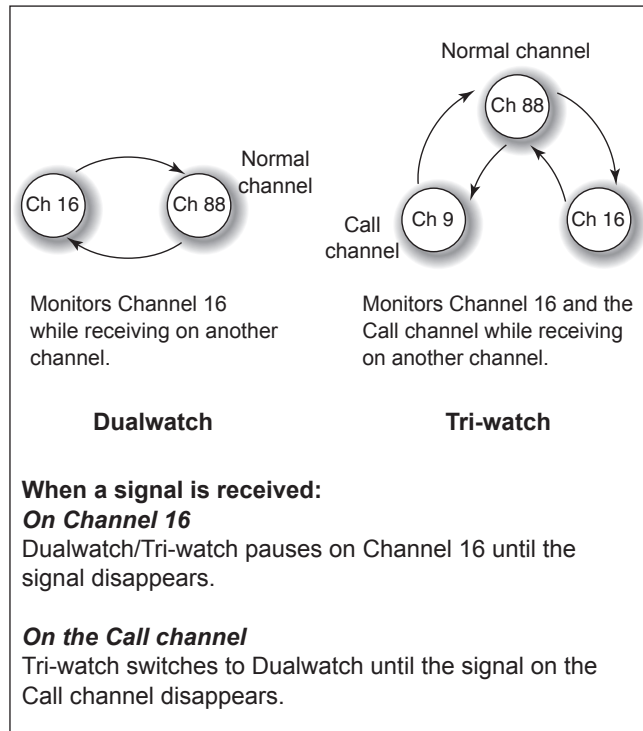 Normal channel
Ch 88
Ch 16
Ch 88
Normal
channel
Call
channel
Ch 9
Ch 16
Monitors Channel 16
while receiving on another
channel.
Monitors Channel 16 and the
Call channel while receiving
on another channel.
Dualwatch
Tri-watch
When a signal is received:
On Channel 16
Dualwatch/Tri-watch pauses on Channel 16 until the
signal disappears.
On the Call channel
Tri-watch switches to Dualwatch until the signal on the
Call channel disappears.